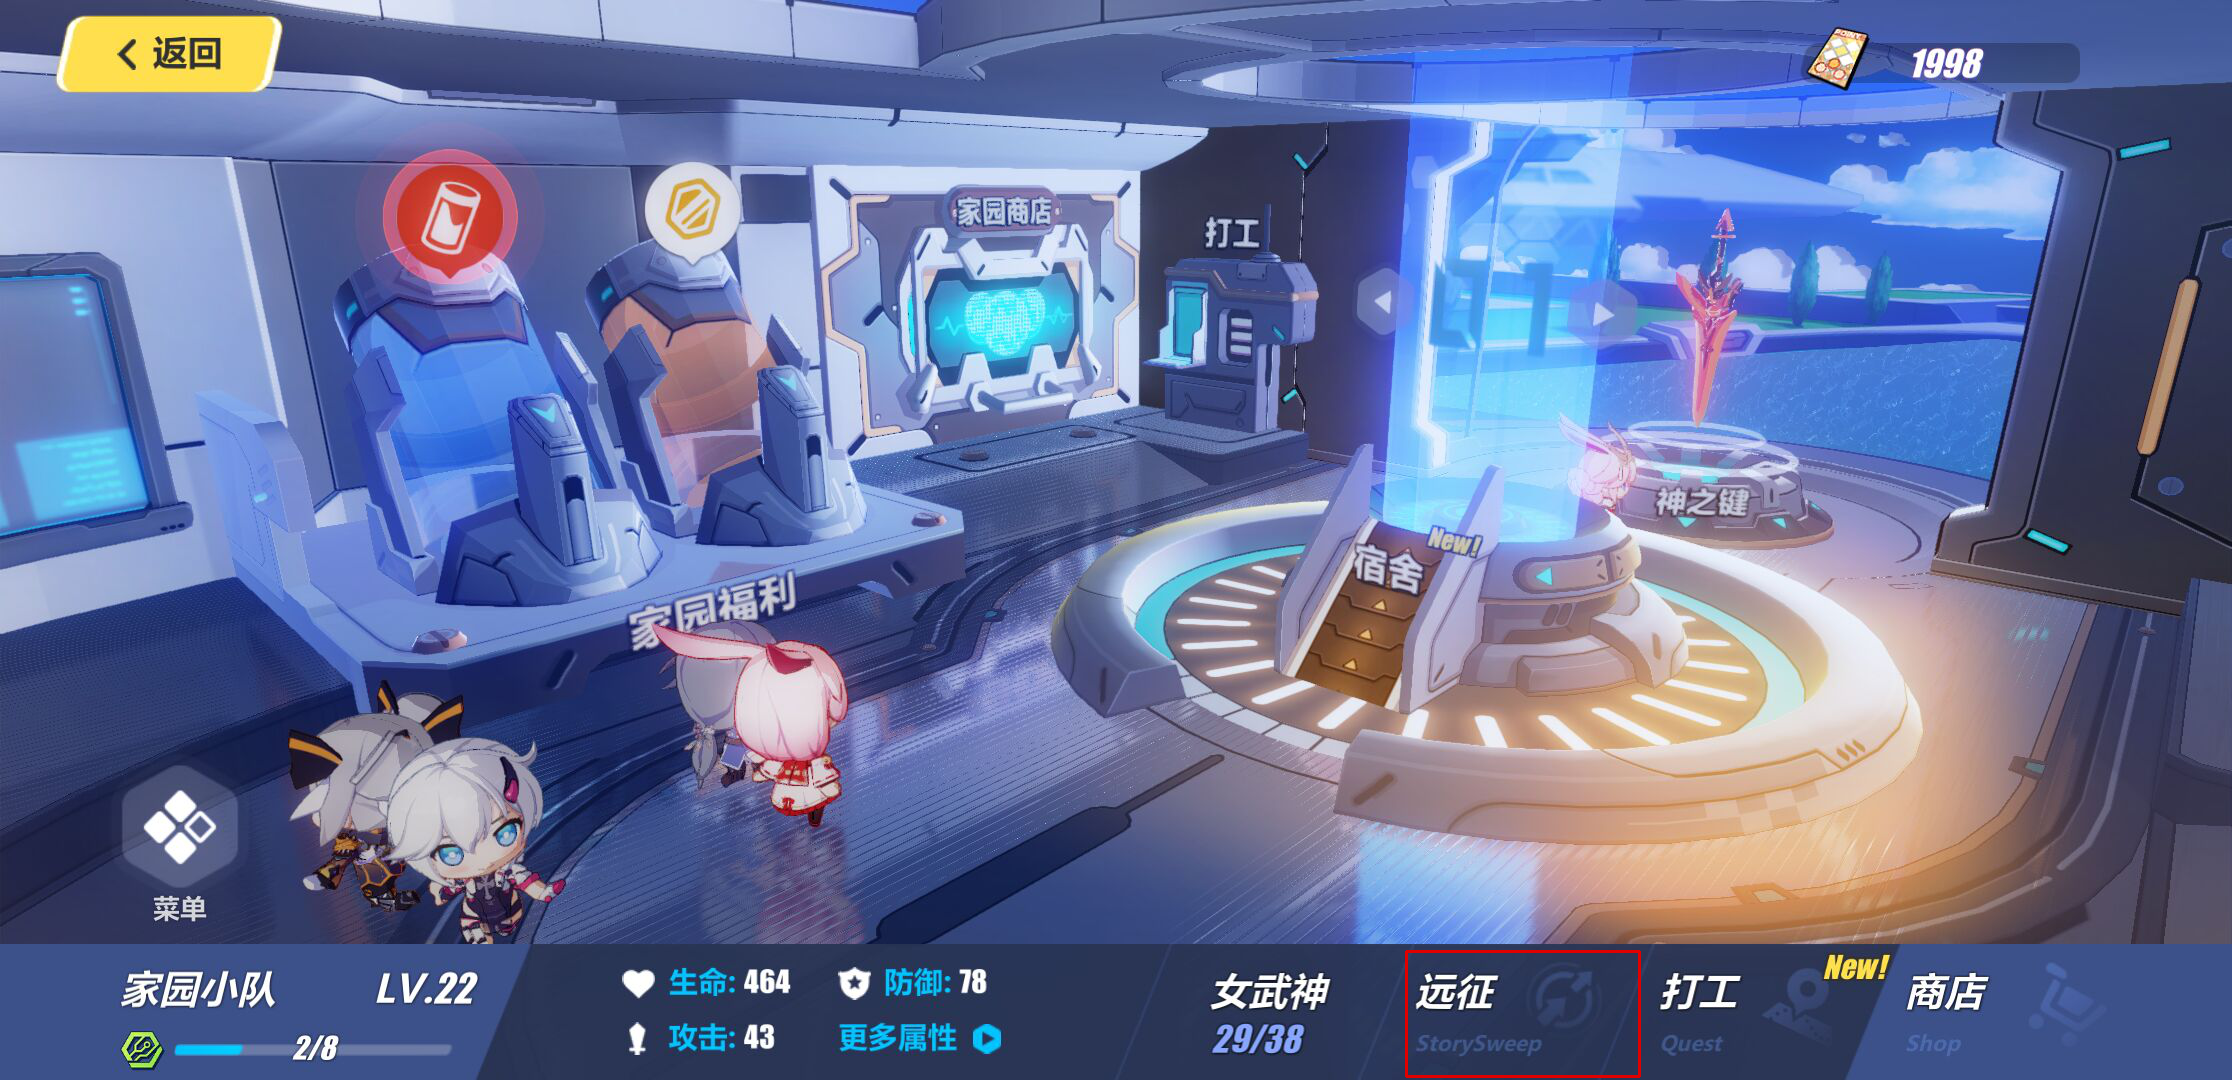 返回
1998
家园商店
打工
神之键
New!
宿舍
家园福利
菜单
家园小队 LV.22
2/8
生命: 464 防御: 78
攻击: 43 更多属性
女武神
29/38
远征
StorySweep
打工
Quest
New!
商店
Shop